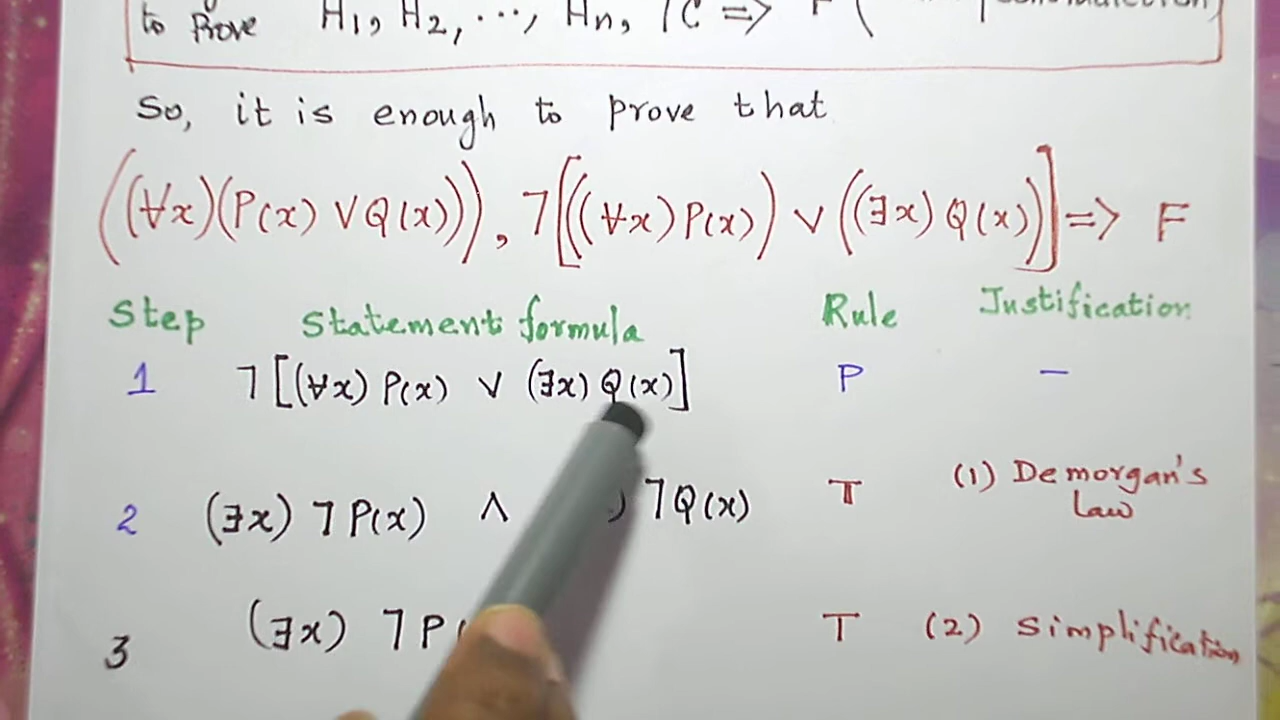 to prove H1, H2, ..., Hn, ⅂C => F (
So, it is enough to prove that
((∀x)(P(x) ∨ Q(x))), ⅂[((∀x) P(x)) ∨ ((∃x) Q(x))] => F
Step Statement formula Rule Justification
1 ⅂[(∀x) P(x) ∨ (∃x) Q(x)] P –
2 (∃x) ⅂P(x) ∧ ) ⅂Q(x) T (1) Demorgan's Law
3 (∃x) ⅂P( T (2) Simplification